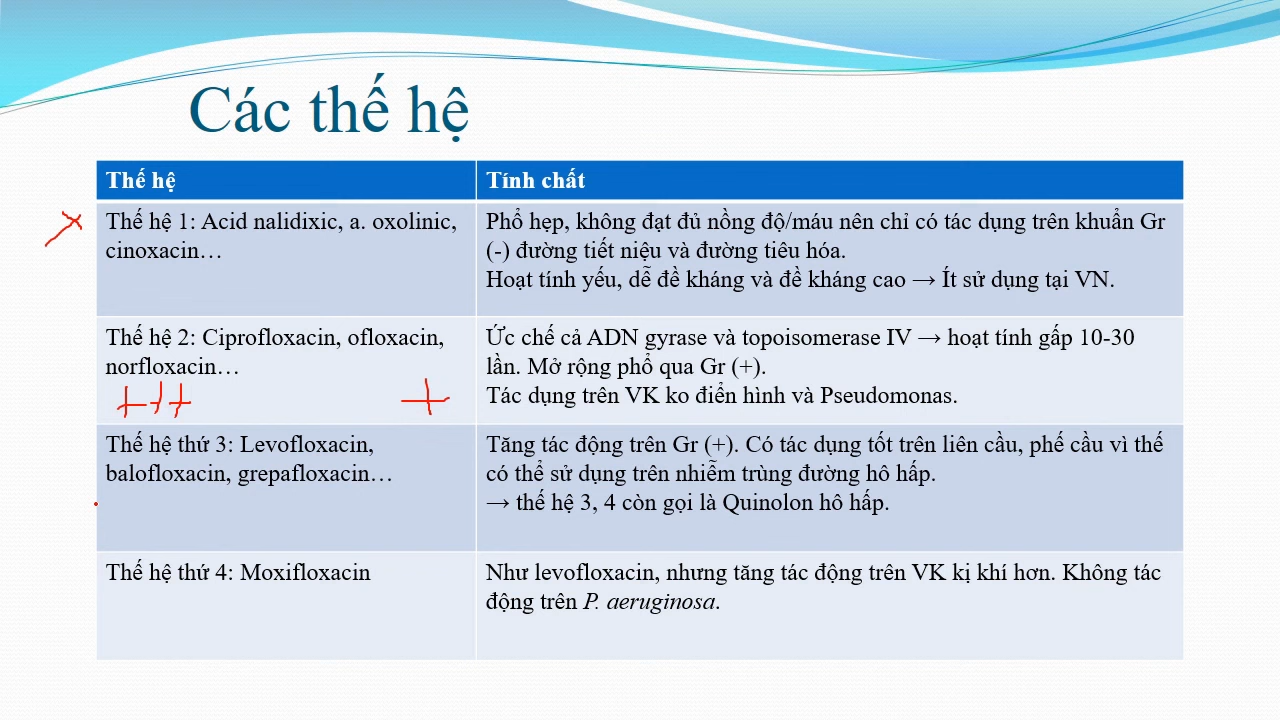 Các thế hệ
Thế hệ
Tính chất
Thế hệ 1: Acid nalidixic, a. oxolinic,
cinoxacin…
Phổ hẹp, không đạt đủ nồng độ/máu nên chỉ có tác dụng trên khuẩn Gr
(-) đường tiết niệu và đường tiêu hóa.
Hoạt tính yếu, dễ đề kháng và đề kháng cao → Ít sử dụng tại VN.
Thế hệ 2: Ciprofloxacin, ofloxacin,
norfloxacin…
+++ +
Ức chế cả ADN gyrase và topoisomerase IV → hoạt tính gấp 10-30
lần. Mở rộng phổ qua Gr (+).
Tác dụng trên VK ko điển hình và Pseudomonas.
Thế hệ thứ 3: Levofloxacin,
balofloxacin, grepafloxacin…
Tăng tác động trên Gr (+). Có tác dụng tốt trên liên cầu, phế cầu vì thế
có thể sử dụng trên nhiễm trùng đường hô hấp.
→ thế hệ 3, 4 còn gọi là Quinolon hô hấp.
Thế hệ thứ 4: Moxifloxacin
Như levofloxacin, nhưng tăng tác động trên VK kị khí hơn. Không tác
động trên P. aeruginosa.